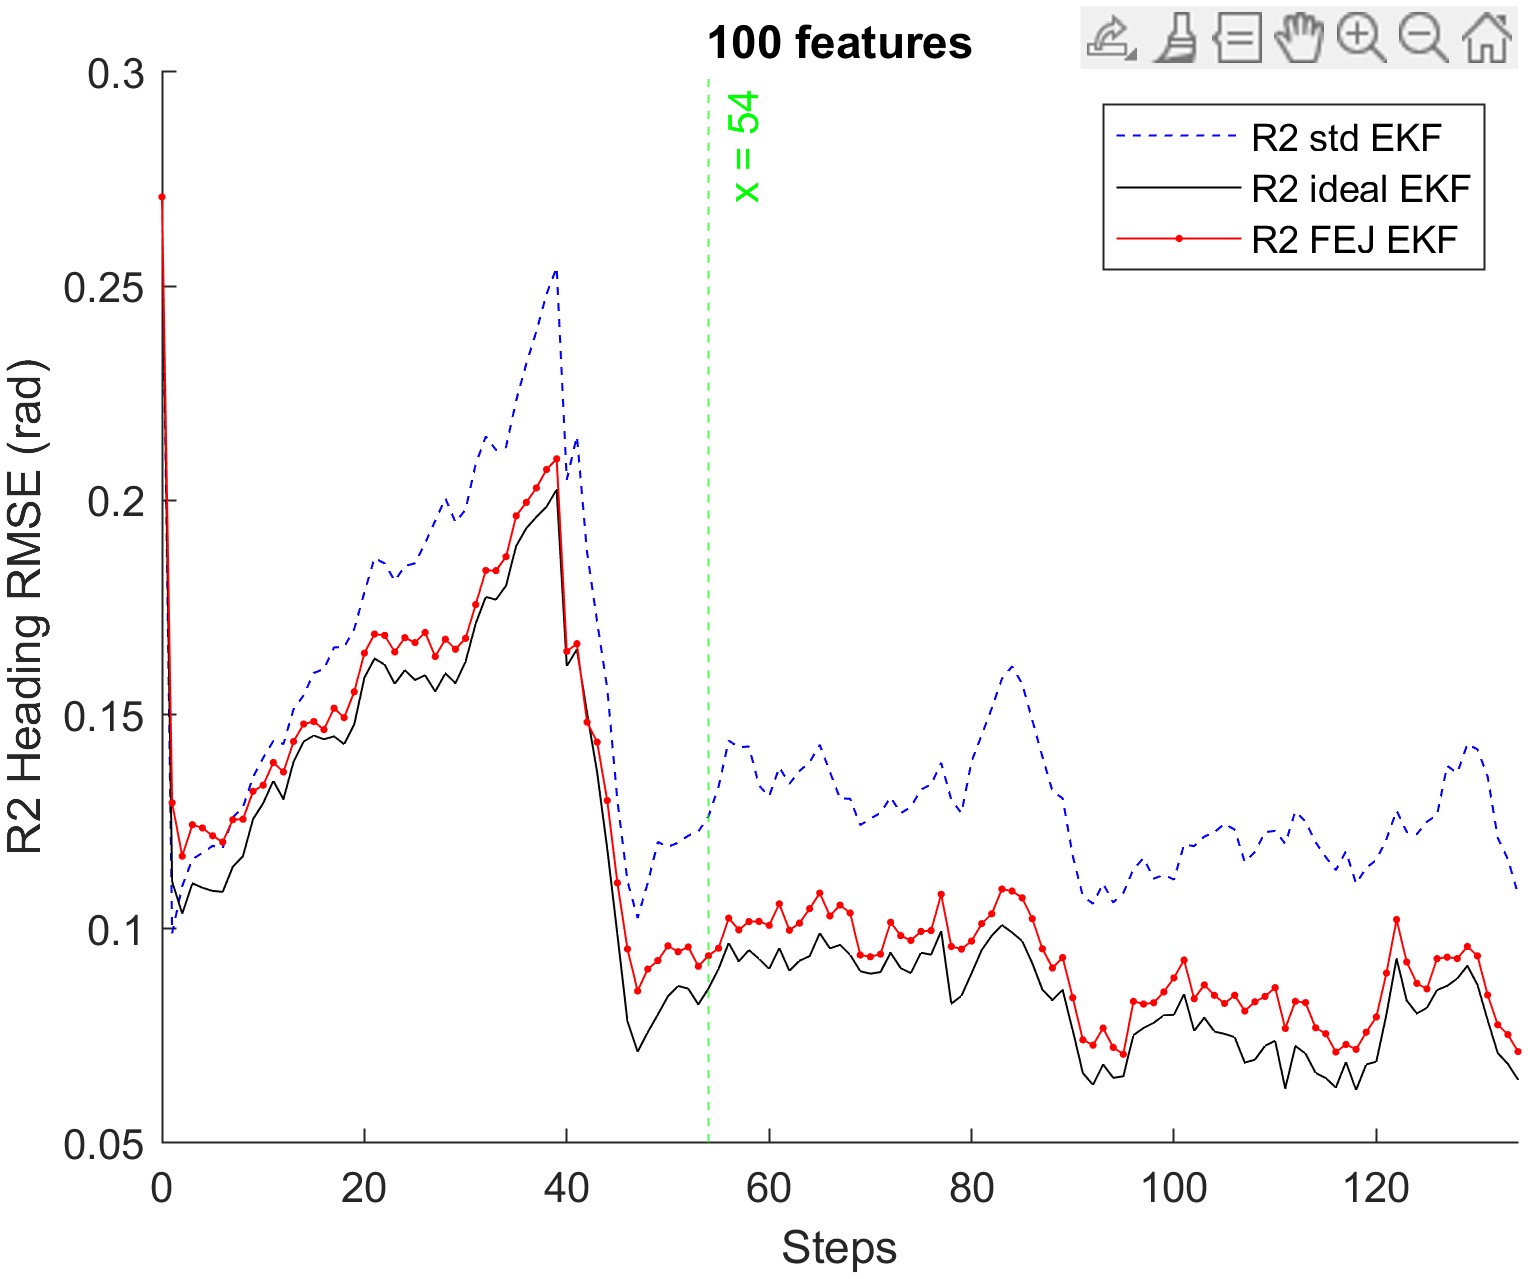 100 features
x = 54
R2 std EKF
R2 ideal EKF
R2 FEJ EKF
R2 Heading RMSE (rad)
0.3
0.25
0.2
0.15
0.1
0.05
0 20 40 60 80 100 120
Steps